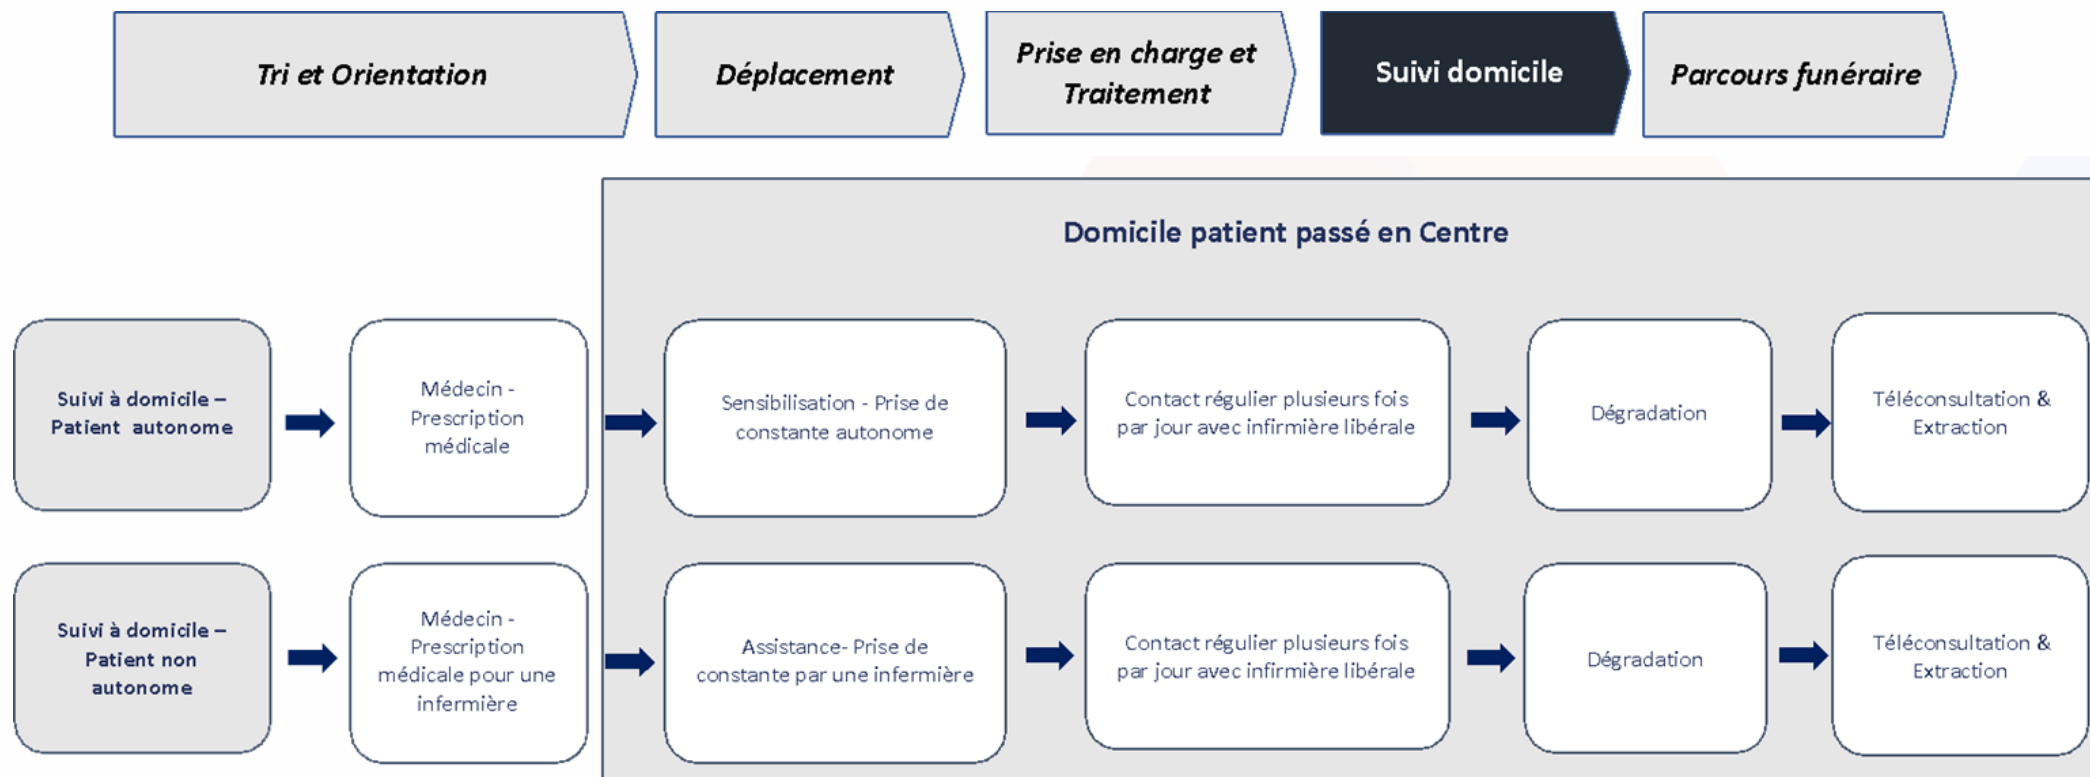 Tri et Orientation
Déplacement
Prise en charge et
Traitement
Suivi domicile
Parcours funéraire
Domicile patient passé en Centre
Suivi à domicile –
Patient autonome
Médecin -
Prescription
médicale
Sensibilisation - Prise de
constante autonome
Contact régulier plusieurs fois
par jour avec infirmière libérale
Dégradation
Téléconsultation &
Extraction
Suivi à domicile –
Patient non
autonome
Médecin -
Prescription
médicale pour une
infermière
Assistance- Prise de
constante par une infermière
Contact régulier plusieurs fois
par jour avec infirmière libérale
Dégradation
Téléconsultation &
Extraction